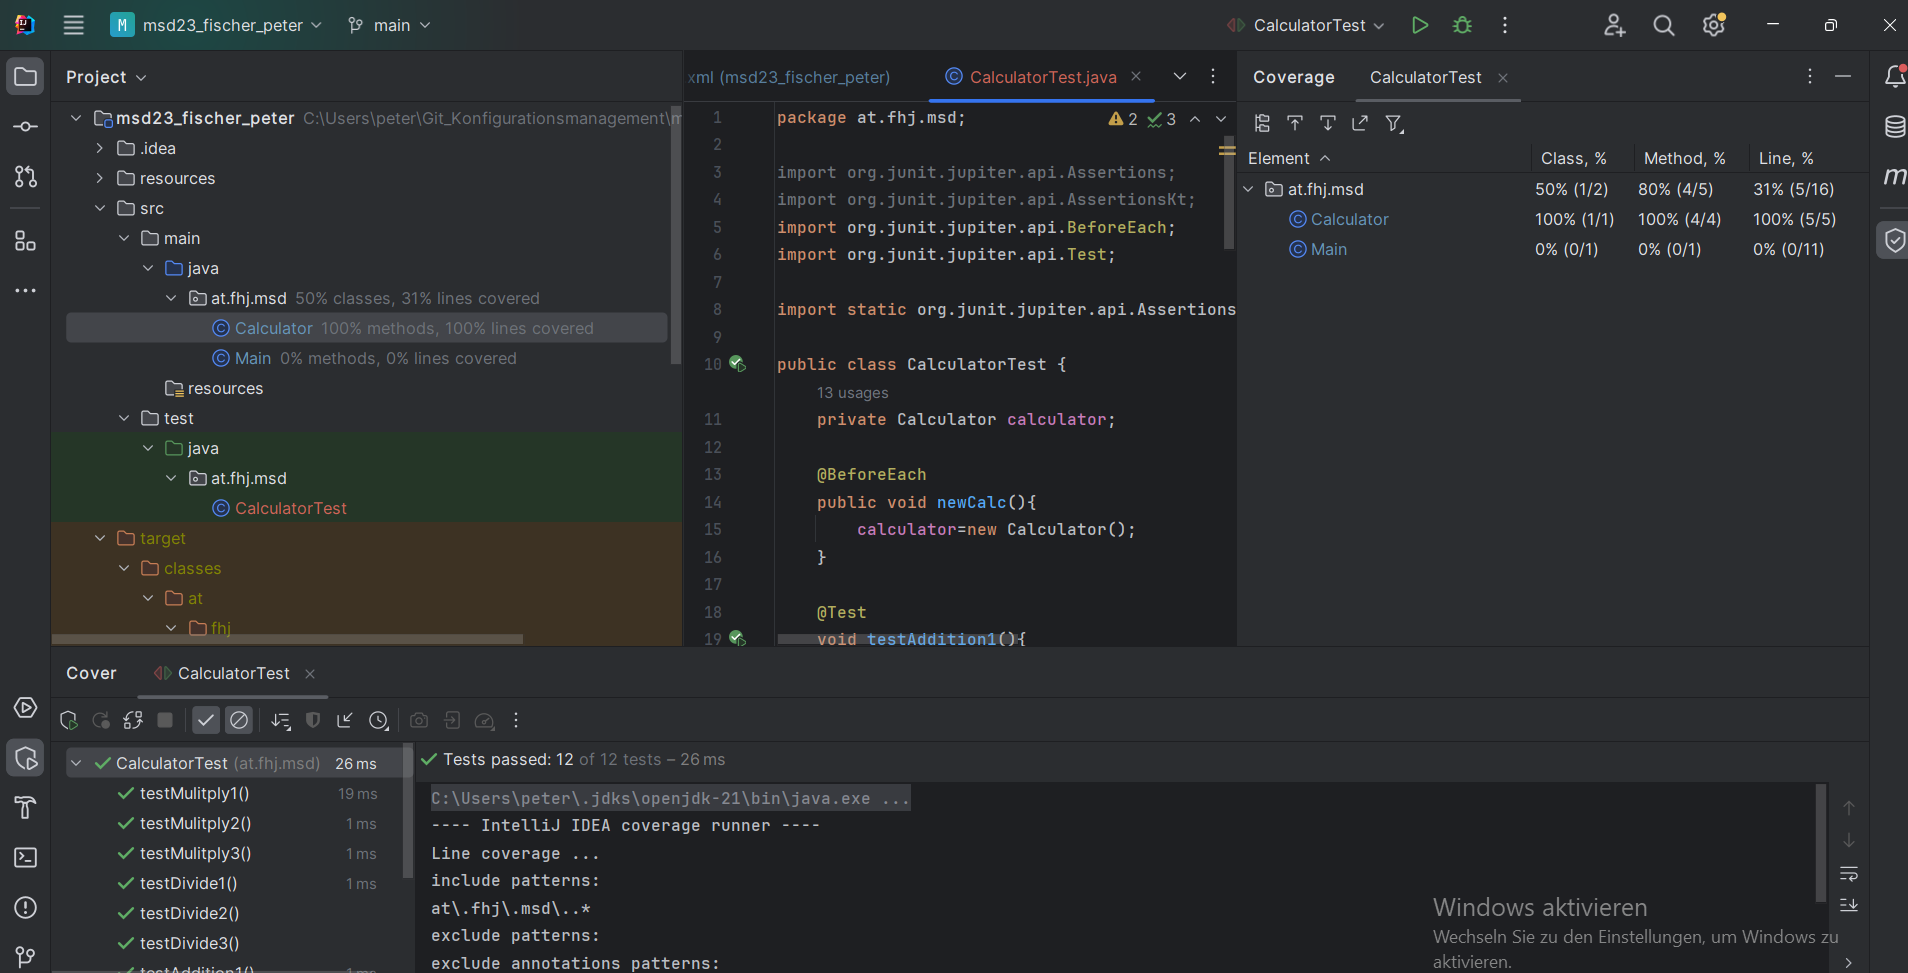 M msd23_fischer_peter main CalculatorTest
Project
msd23_fischer_peter C:\Users\peter\Git_Konfigurationsmanagement\m
.idea
resources
src
main
java
at.fhj.msd 50% classes, 31% lines covered
Calculator 100% methods, 100% lines covered
Main 0% methods, 0% lines covered
resources
test
java
at.fhj.msd
CalculatorTest
target
classes
at
fhj
xml (msd23_fischer_peter) CalculatorTest.java
2 3
1 package at.fhj.msd;
2
3 import org.junit.jupiter.api.Assertions;
4 import org.junit.jupiter.api.AssertionsKt;
5 import org.junit.jupiter.api.BeforeEach;
6 import org.junit.jupiter.api.Test;
7
8 import static org.junit.jupiter.api.Assertions
9
10 public class CalculatorTest {
13 usages
11 private Calculator calculator;
12
13 @BeforeEach
14 public void newCalc(){
15 calculator=new Calculator();
16 }
17
18 @Test
19 void testAddition1(){
Coverage CalculatorTest
Element Class, % Method, % Line, %
at.fhj.msd 50% (1/2) 80% (4/5) 31% (5/16)
Calculator 100% (1/1) 100% (4/4) 100% (5/5)
Main 0% (0/1) 0% (0/1) 0% (0/11)
Cover CalculatorTest
CalculatorTest (at.fhj.msd) 26 ms
testMulitply1() 19 ms
testMulitply2() 1 ms
testMulitply3() 1 ms
testDivide1() 1 ms
testDivide2()
testDivide3()
testAddition1() 1 ms
Tests passed: 12 of 12 tests – 26 ms
C:\Users\peter\.jdks\openjdk-21\bin\java.exe ...
---- IntelliJ IDEA coverage runner ----
Line coverage ...
include patterns:
at\.fhj\.msd\..*
exclude patterns:
exclude annotations patterns:
Windows aktivieren
Wechseln Sie zu den Einstellungen, um Windows zu
aktivieren.